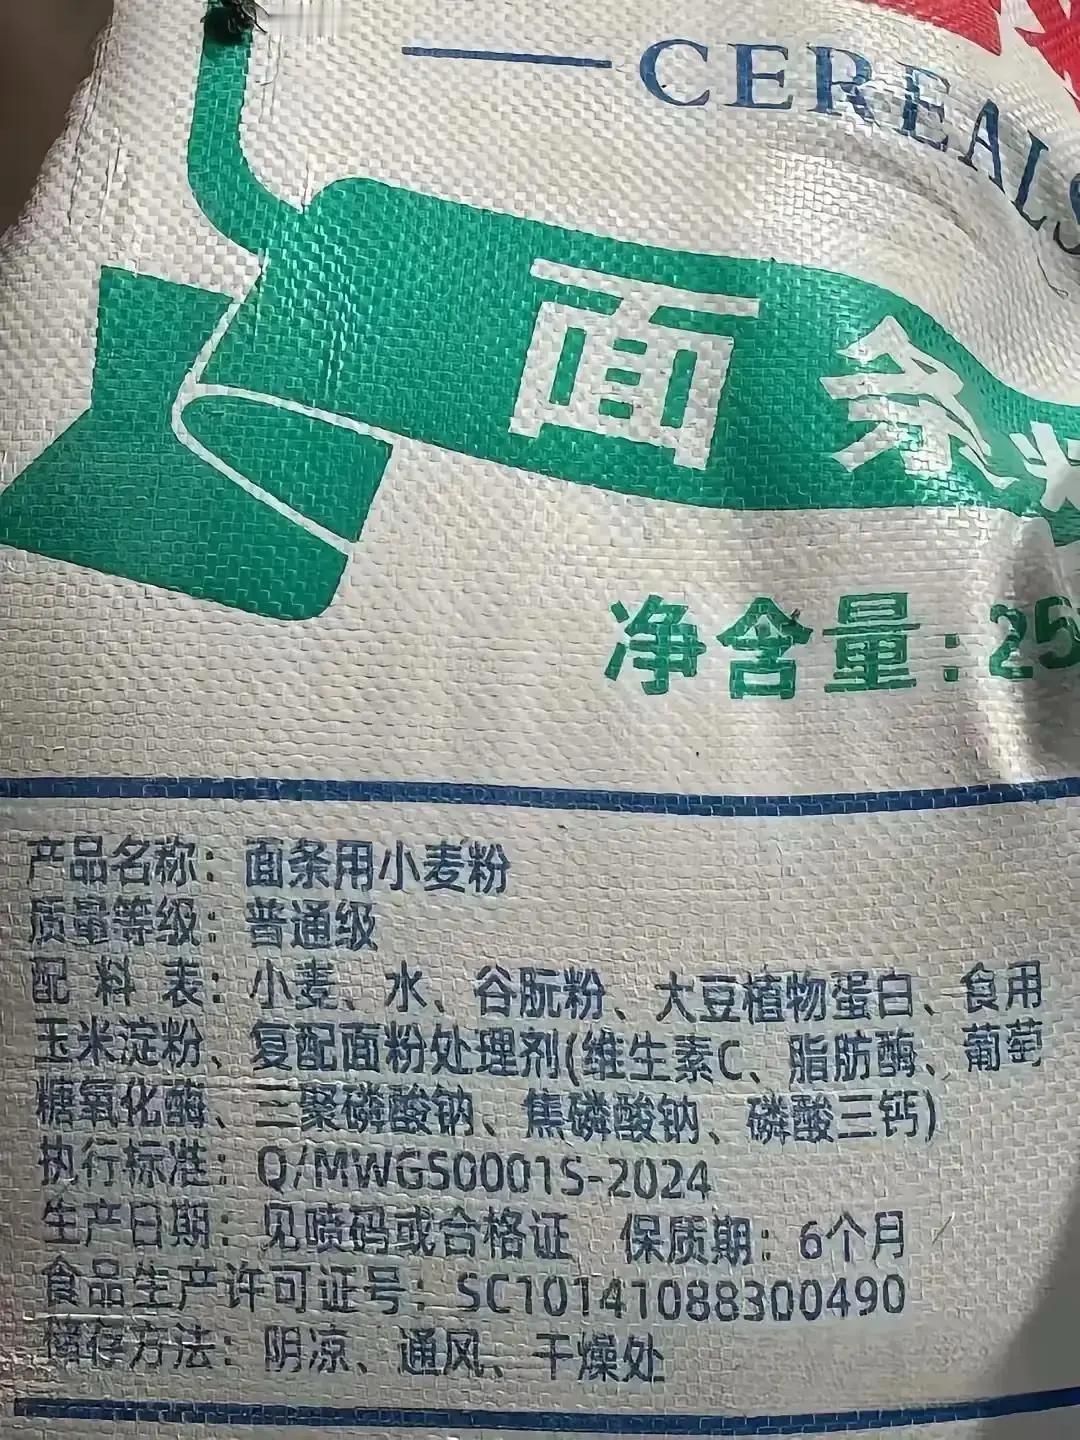 CEREALS
面条
净含量:25
产品名称:面条用小麦粉
质量等级:普通级
配料表:小麦、水、谷朊粉、大豆植物蛋白、食用
玉米淀粉、复配面粉处理剂(维生素C、脂肪酶、葡萄
糖氧化酶、三聚磷酸钠、焦磷酸钠、磷酸三钙)
执行标准:Q/MWGS0001S-2024
生产日期:见喷码或合格证 保质期:6个月
食品生产许可证号:SC10141088300490
储存方法:阴凉、通风、干燥处